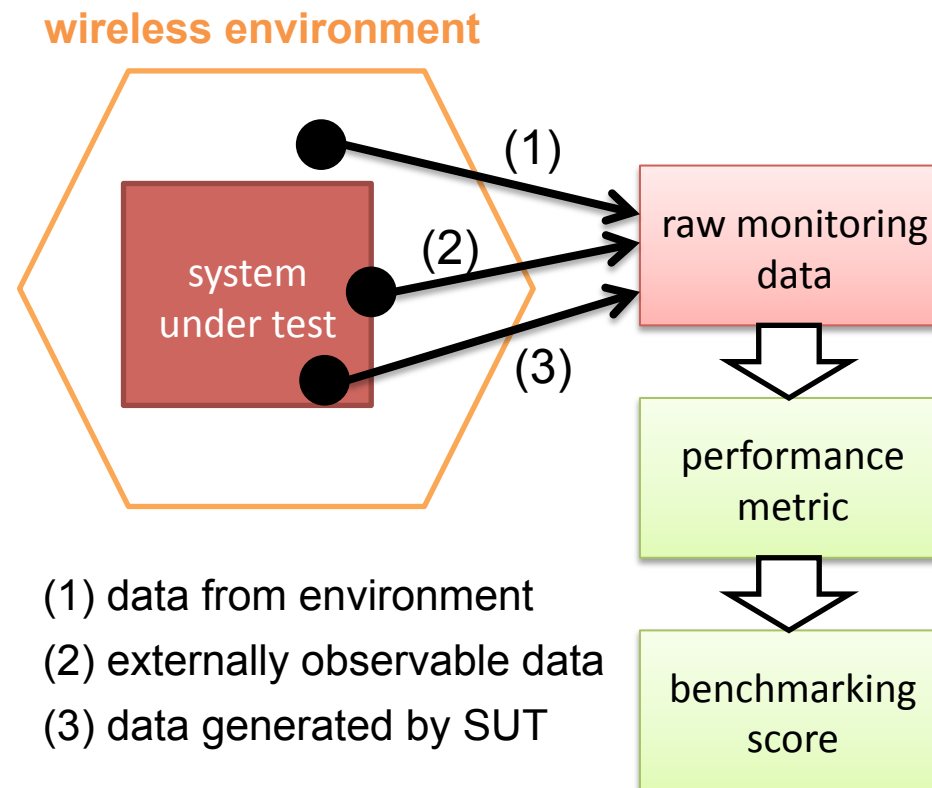 wireless environment
(1)
(2)
(3)
system
under test
raw monitoring
data
performance
metric
benchmarking
score
(1) data from environment
(2) externally observable data
(3) data generated by SUT